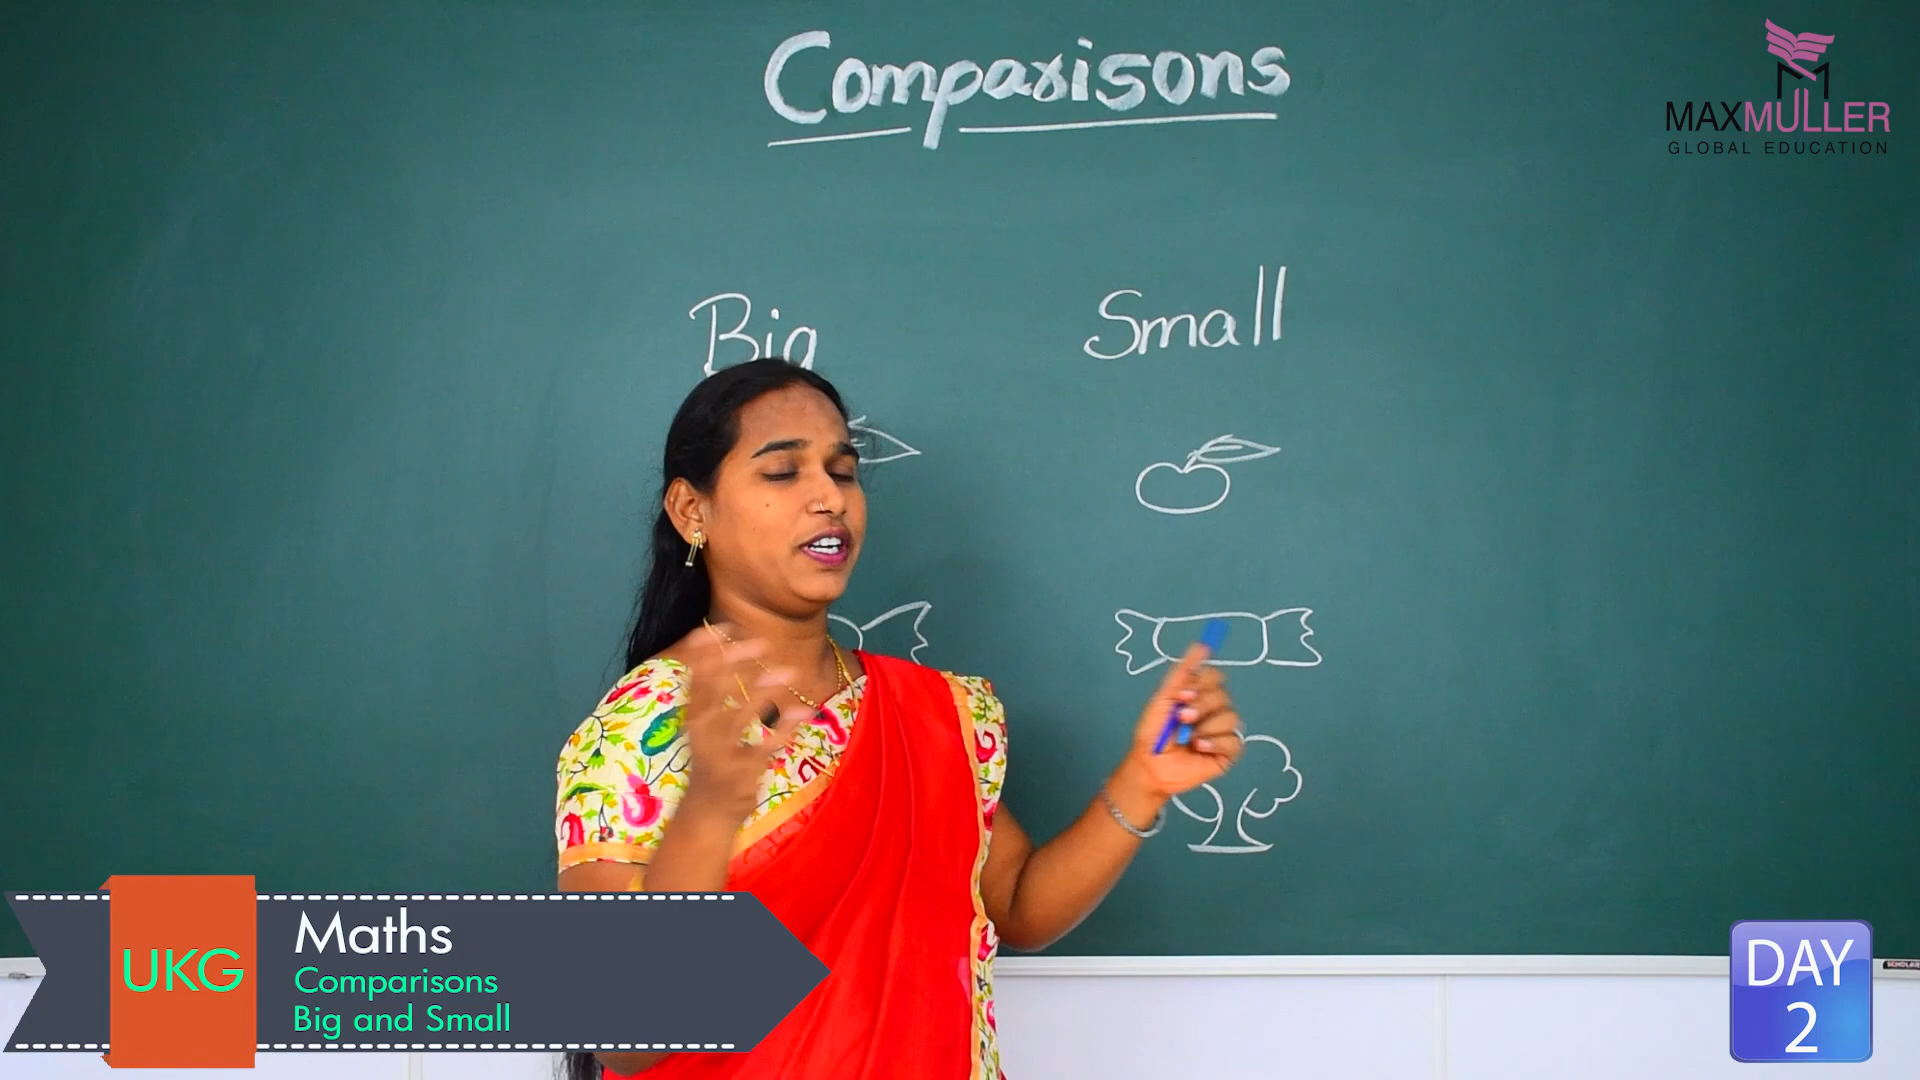 Comparisons
MAXMULLER
GLOBAL EDUCATION
Big
Small
UKG
Maths
Comparisons
Big and Small
DAY
2